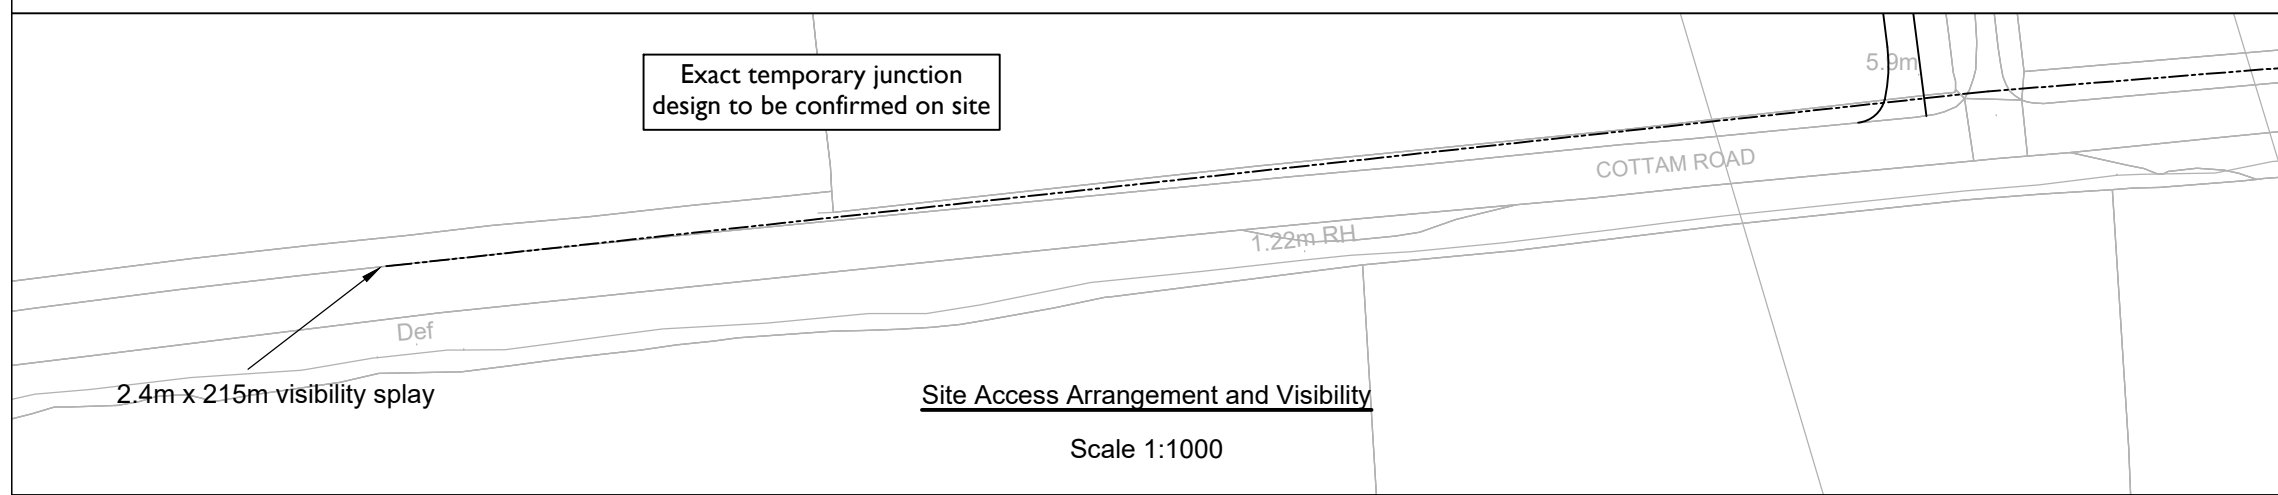 Exact temporary junction
design to be confirmed on site
5.9m
COTTAM ROAD
1.22m RH
Def
2.4m x 215m visibility splay
Site Access Arrangement and Visibility
Scale 1:1000